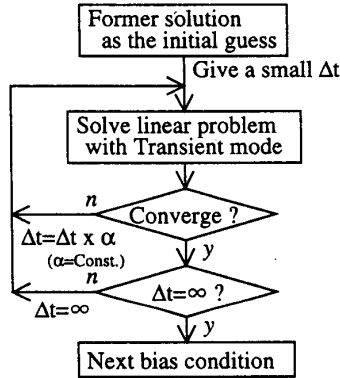 Former solution
as the initial guess
Give a small Δt
Solve linear problem
with Transient mode
n
Converge ?
Δt=Δt x α
y
(α=Const.)
n
Δt=∞ ?
Δt=∞
y
Next bias condition